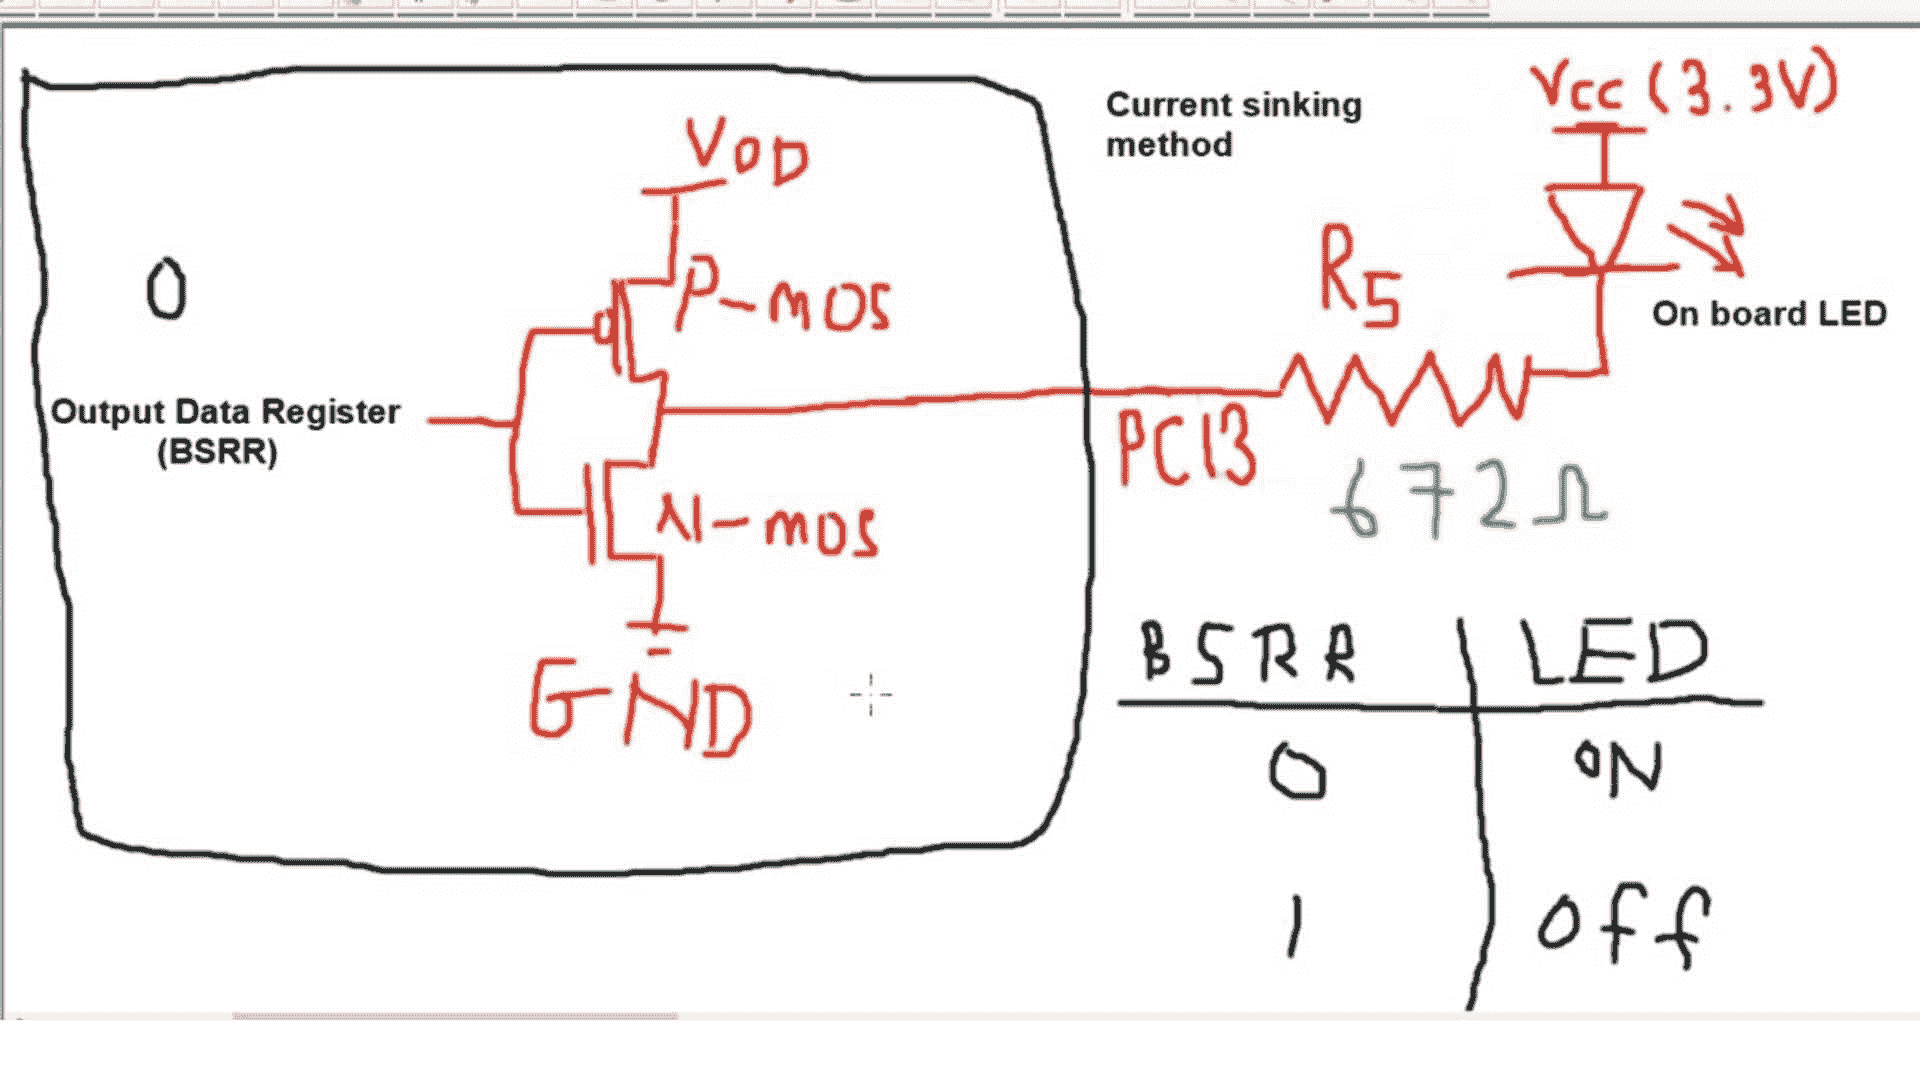 Current sinking
method
Vcc (3.3V)
VDD
P-MOS
R5
On board LED
0
Output Data Register
(BSRR)
PC13
672Ω
N-MOS
GND
BSRR LED
0 ON
1 Off